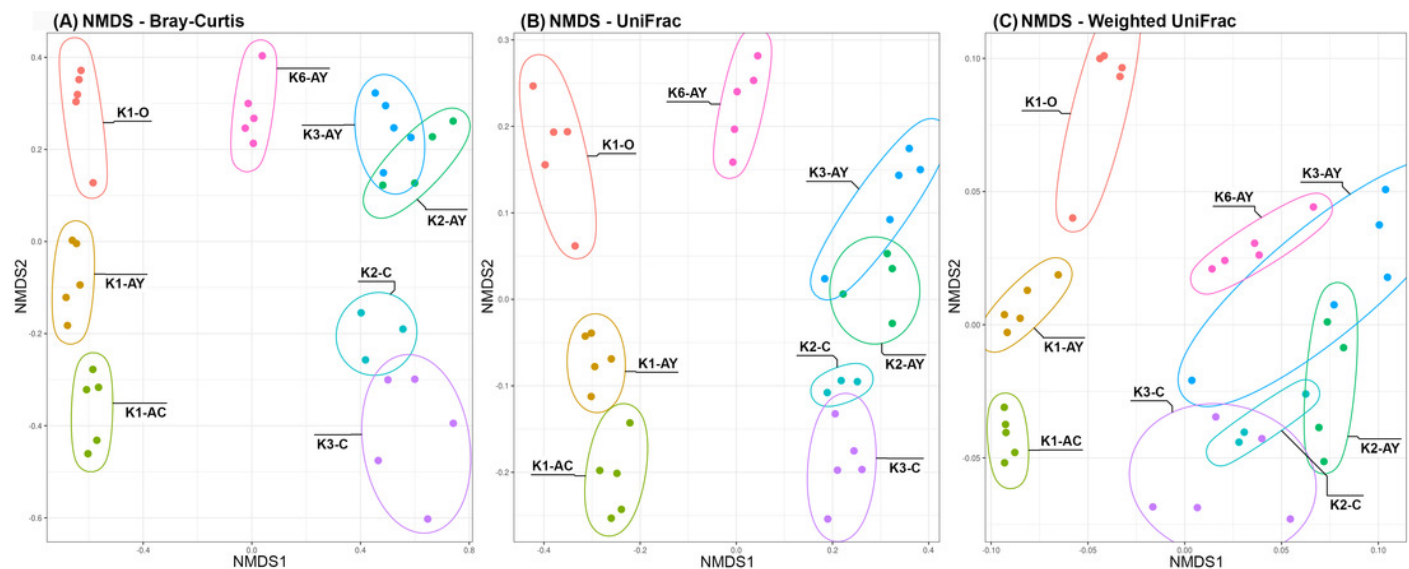 (A) NMDS - Bray-Curtis
0.4
0.2
0.0
-0.2
-0.4
-0.6
NMDS2
K1-O
K6-AY
K3-AY
K2-AY
K1-AY
K2-C
K1-AC
K3-C
-0.4
0.0
0.4
0.8
NMDS1
(B) NMDS - UniFrac
0.3
0.2
0.1
0.0
-0.1
-0.2
NMDS2
K6-AY
K1-O
K3-AY
K2-C
K2-AY
K1-AY
K1-AC
K3-C
-0.4
-0.2
0.0
0.2
0.4
NMDS1
(C) NMDS - Weighted UniFrac
0.10
0.05
0.00
-0.05
NMDS2
K1-O
K3-AY
K6-AY
K1-AY
K3-C
K1-AC
K2-AY
K2-C
-0.10
-0.05
0.00
0.05
0.10
NMDS1